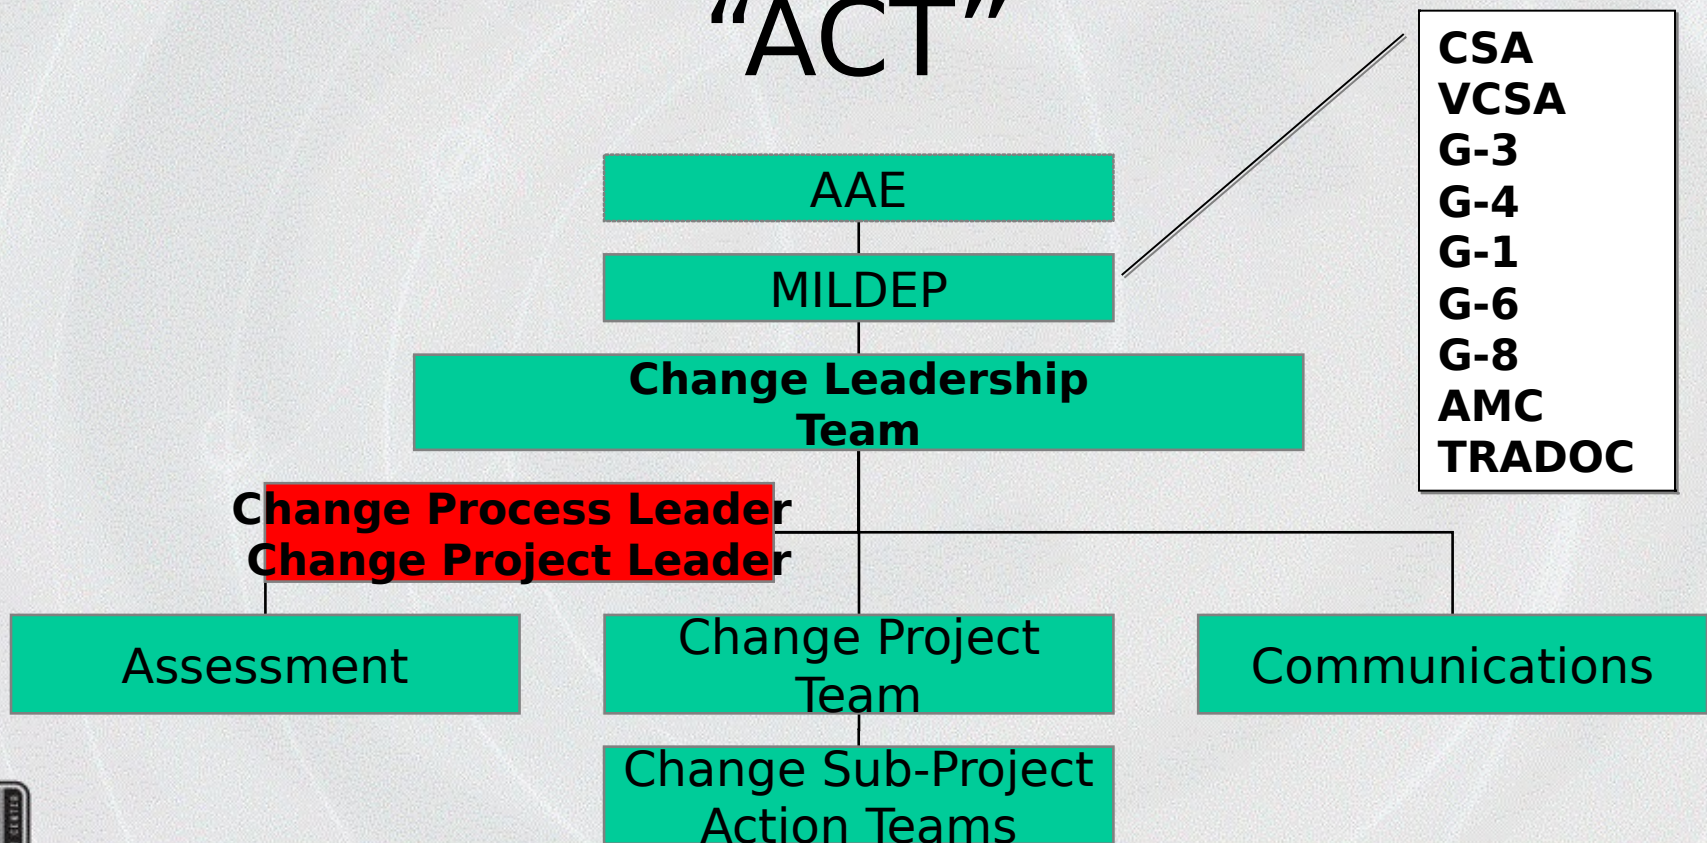 “ACT”
CSA
VCSA
G-3
G-4
G-1
G-6
G-8
AMC
TRADOC
AAE
MILDEP
Change Leadership
Team
Change Process Leader
Change Project Leader
Assessment
Change Project
Team
Communications
Change Sub-Project
Action Teams
CENTER